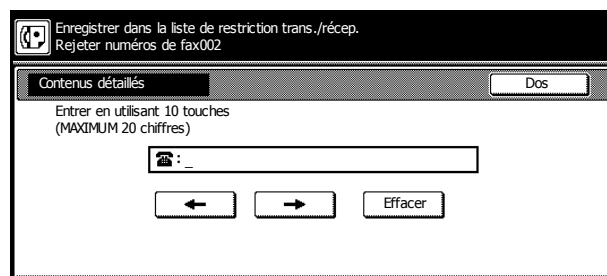 Enregistrer dans la liste de restriction trans./récep.
Rejeter numéros de fax002
Contenus détaillés
Dos
Entrer en utilisant 10 touches
(MAXIMUM 20 chiffres)
☎:_
← → Effacer